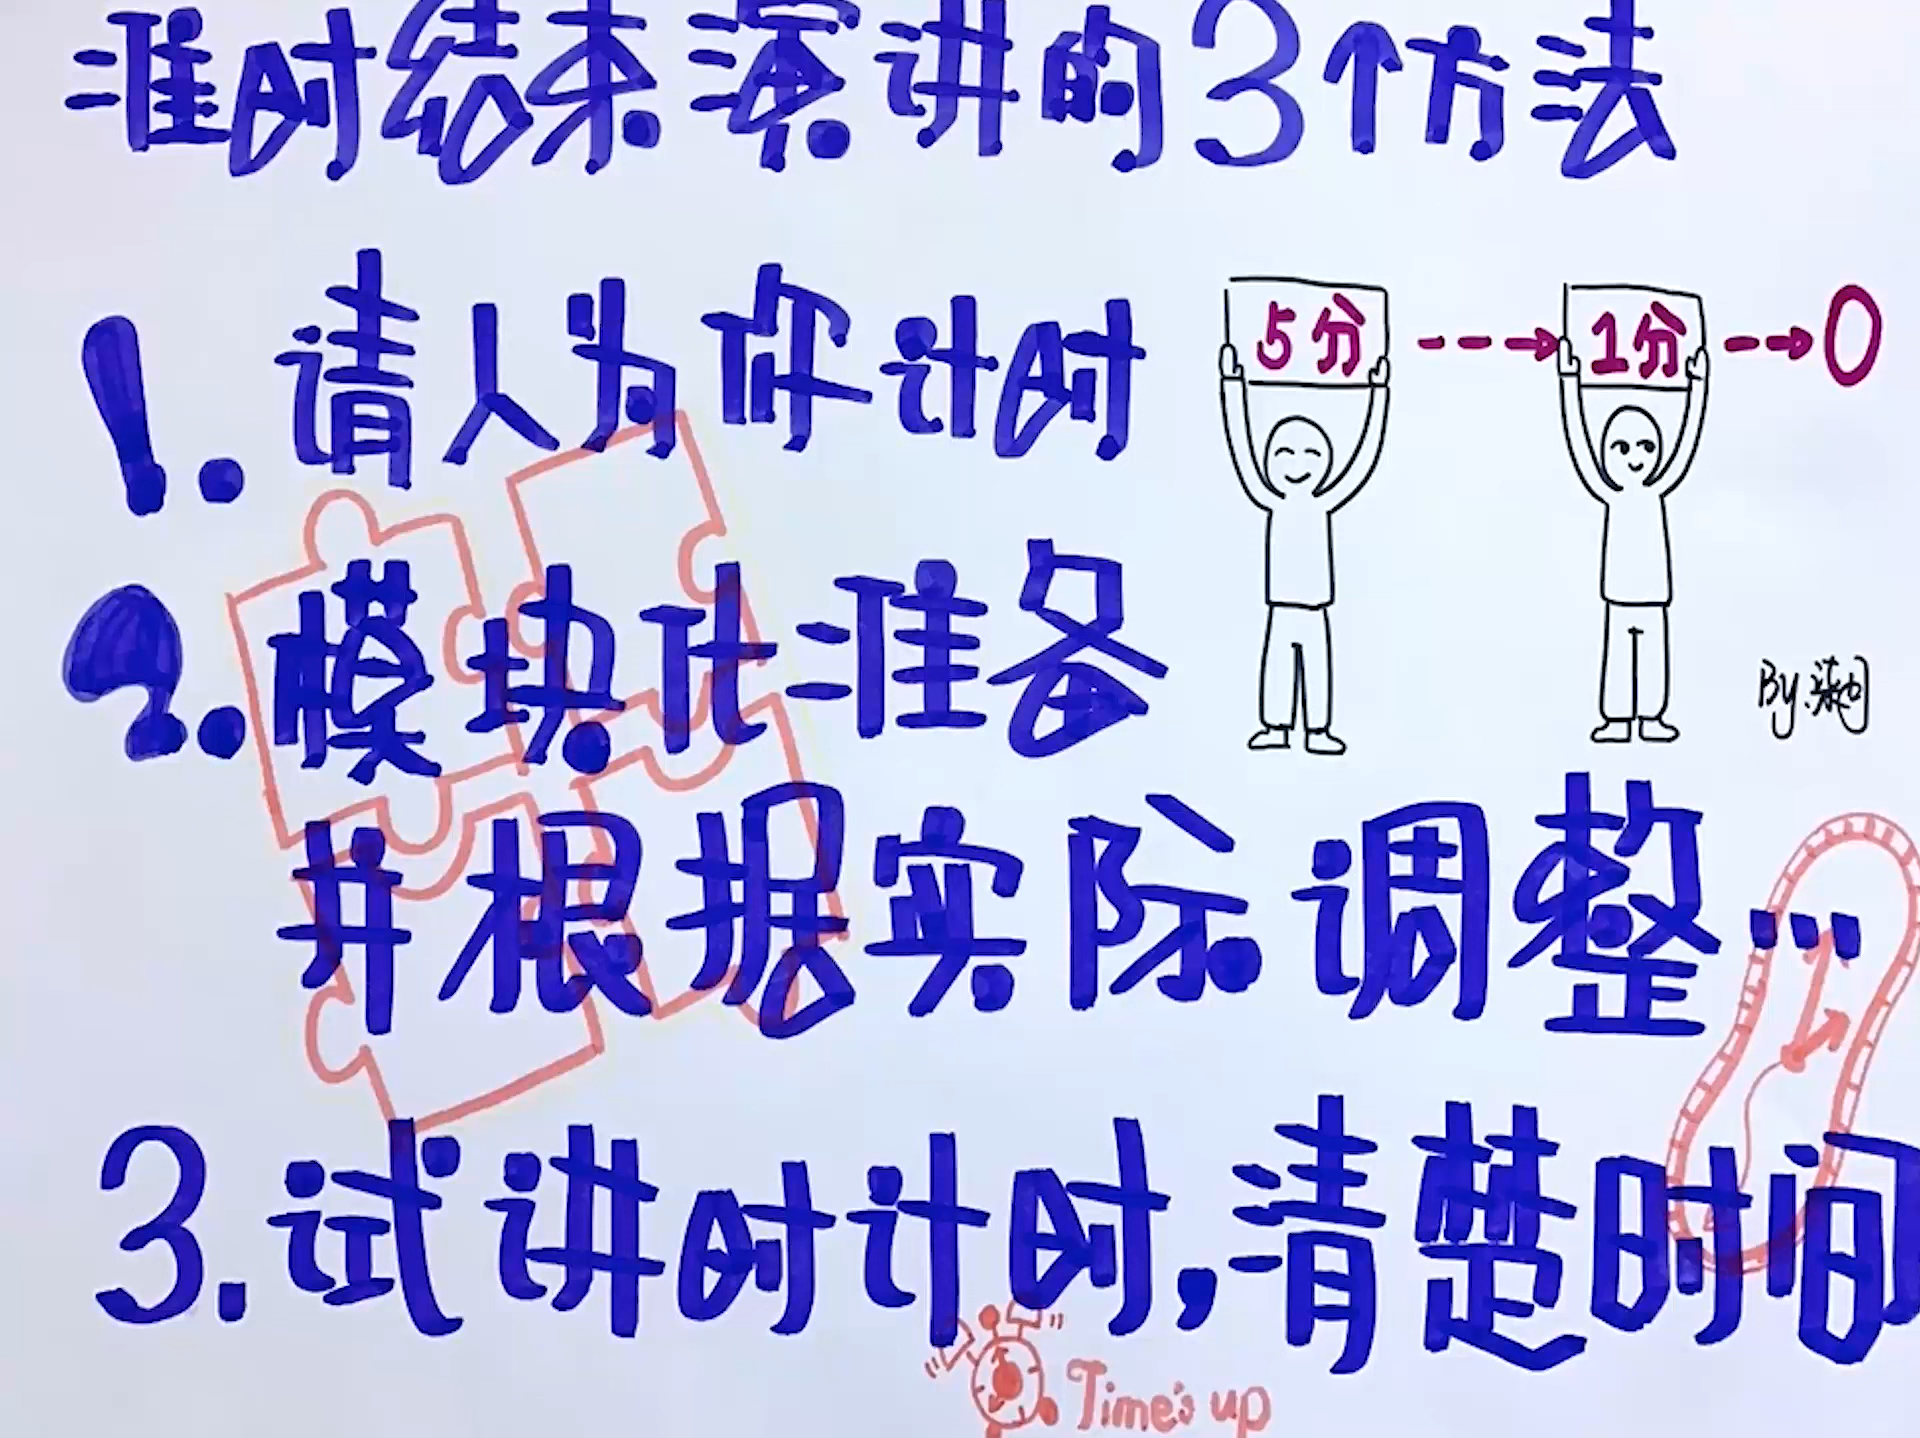 准时结束演讲的3个方法
1. 请人为你计时
5分
1分
0
2. 模块化准备
并根据实际调整...
3. 试讲时计时,清楚时间
Time's up
By.